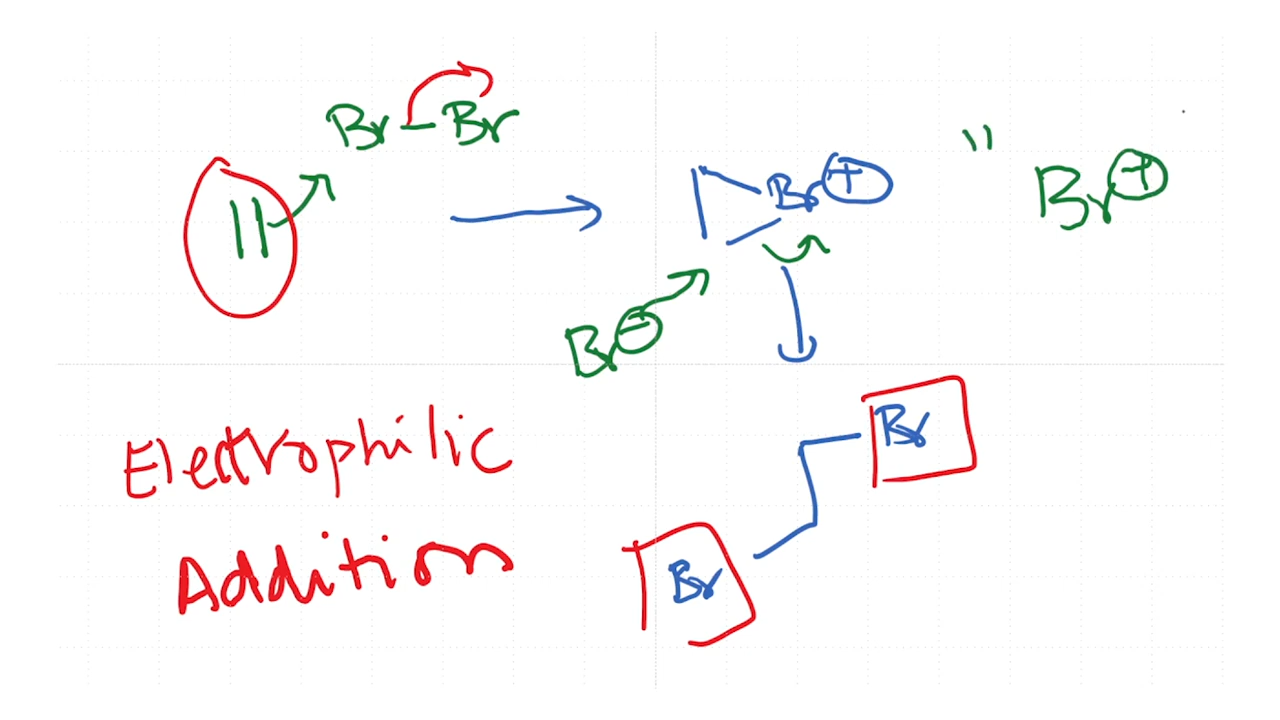 Br–Br
Br⊕
" Br⊕
Br⊖
Br
Electrophilic
Addition
Br